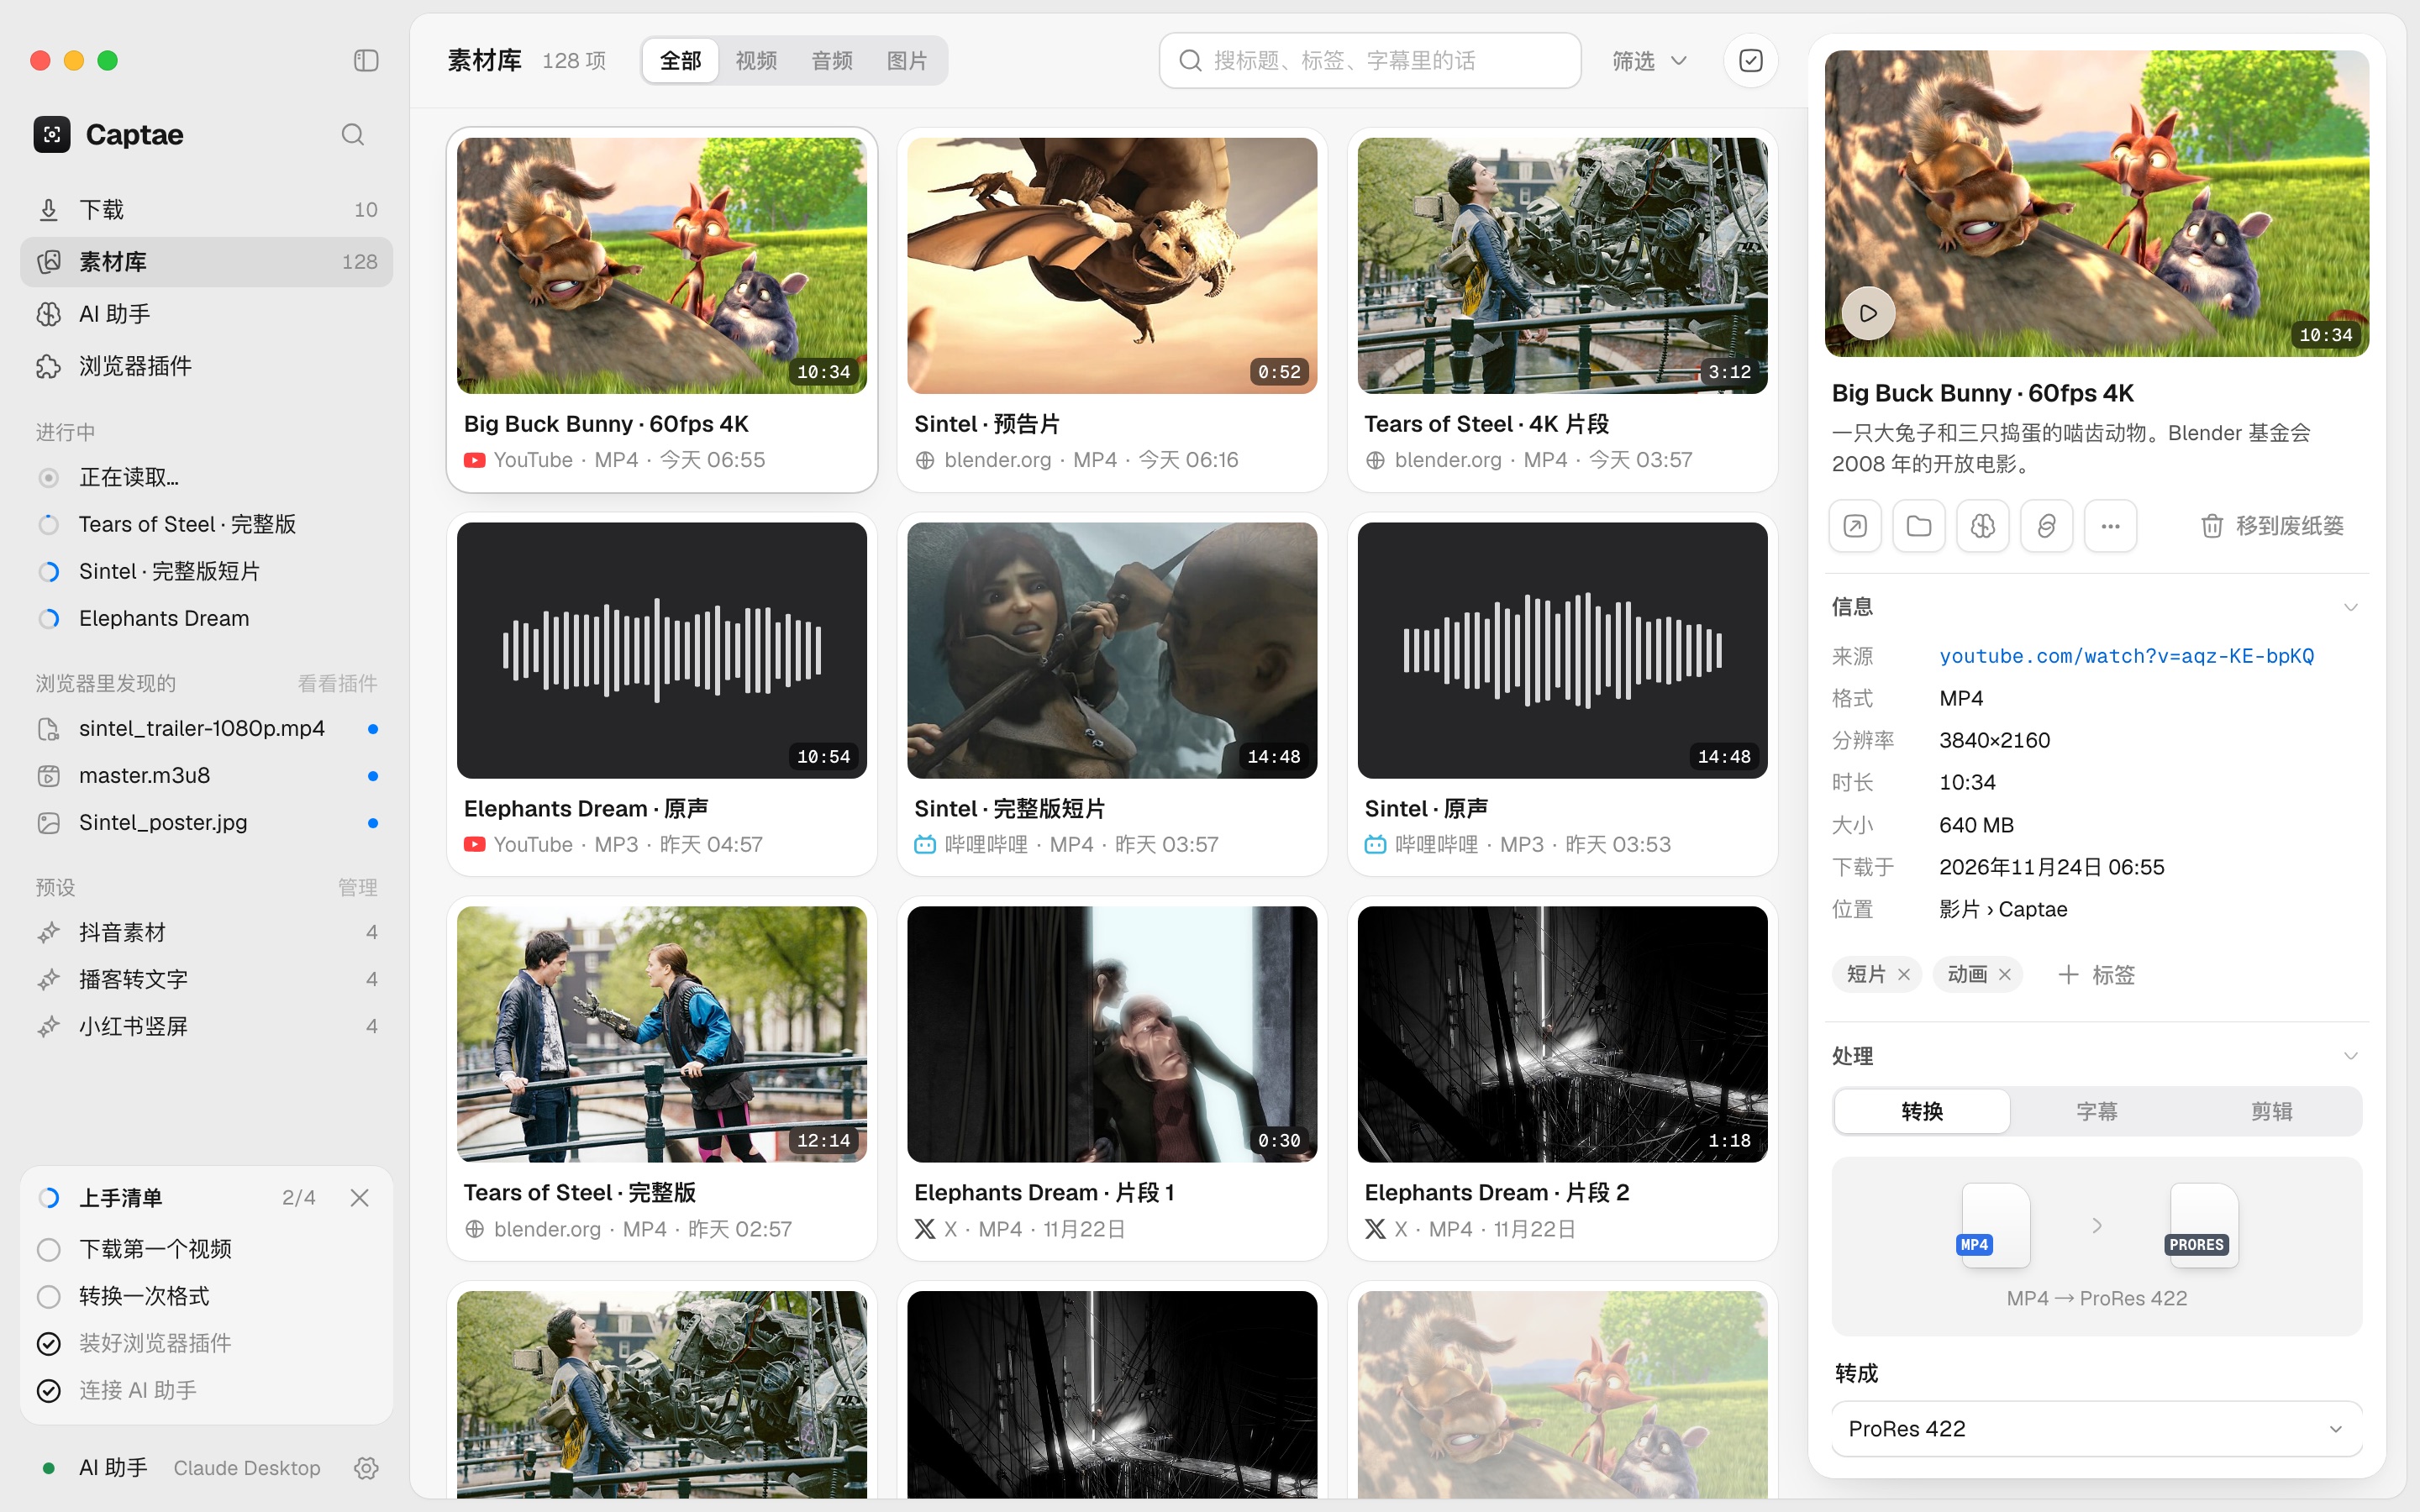 Captae
下载 10
素材库 128
AI 助手
浏览器插件
进行中
正在读取...
Tears of Steel · 完整版
Sintel · 完整版短片
Elephants Dream
浏览器里发现的 看看插件
sintel_trailer-1080p.mp4
master.m3u8
Sintel_poster.jpg
预设 管理
抖音素材 4
播客转文字 4
小红书竖屏 4
上手清单 2/4
下载第一个视频
转换一次格式
装好浏览器插件
连接 AI 助手
AI 助手 Claude Desktop
素材库 128 项 全部 视频 音频 图片 搜标题、标签、字幕里的话 筛选
10:34
Big Buck Bunny · 60fps 4K
YouTube · MP4 · 今天 06:55
0:52
Sintel · 预告片
blender.org · MP4 · 今天 06:16
3:12
Tears of Steel · 4K 片段
blender.org · MP4 · 今天 03:57
10:54
Elephants Dream · 原声
YouTube · MP3 · 昨天 04:57
14:48
Sintel · 完整版短片
哔哩哔哩 · MP4 · 昨天 03:57
14:48
Sintel · 原声
哔哩哔哩 · MP3 · 昨天 03:53
12:14
Tears of Steel · 完整版
blender.org · MP4 · 昨天 02:57
0:30
Elephants Dream · 片段 1
X · MP4 · 11月22日
1:18
Elephants Dream · 片段 2
X · MP4 · 11月22日
10:34
Big Buck Bunny · 60fps 4K
一只大兔子和三只捣蛋的啮齿动物。Blender 基金会
2008 年的开放电影。
移到废纸篓
信息
来源 youtube.com/watch?v=aqz-KE-bpKQ
格式 MP4
分辨率 3840×2160
时长 10:34
大小 640 MB
下载于 2026年11月24日 06:55
位置 影片 › Captae
短片 动画 标签
处理
转换 字幕 剪辑
MP4 PRORES
MP4 → ProRes 422
转成
ProRes 422